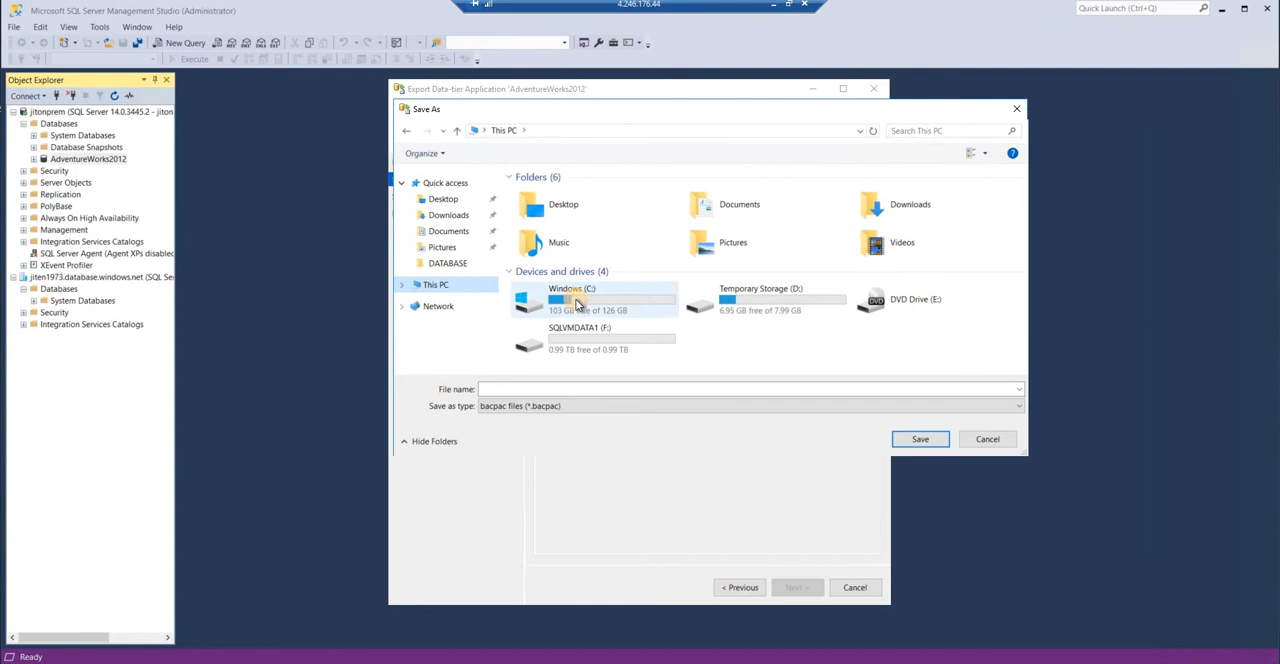 Microsoft SQL Server Management Studio (Administrator)
4.246.176.44
Quick Launch (Ctrl+Q)
File Edit View Tools Window Help
New Query
Execute
Object Explorer
Connect
jitonprem (SQL Server 14.0.3445.2 - jiton
Databases
System Databases
Database Snapshots
AdventureWorks2012
Security
Server Objects
Replication
PolyBase
Always On High Availability
Management
Integration Services Catalogs
SQL Server Agent (Agent XPs disabled
XEvent Profiler
jiten1973.database.windows.net (SQL Se
Databases
System Databases
Security
Integration Services Catalogs
Export Data-tier Application 'AdventureWorks2012'
Save As
This PC
Search This PC
Organize
Quick access
Desktop
Downloads
Documents
Pictures
DATABASE
This PC
Network
Folders (6)
Desktop
Documents
Downloads
Music
Pictures
Videos
Devices and drives (4)
Windows (C:)
103 GB free of 126 GB
Temporary Storage (D:)
6.95 GB free of 7.99 GB
DVD Drive (E:)
DVD
SQLVMDATA1 (F:)
0.99 TB free of 0.99 TB
File name:
Save as type: bacpac files (*.bacpac)
Hide Folders
Save
Cancel
< Previous
Next >
Cancel
Ready